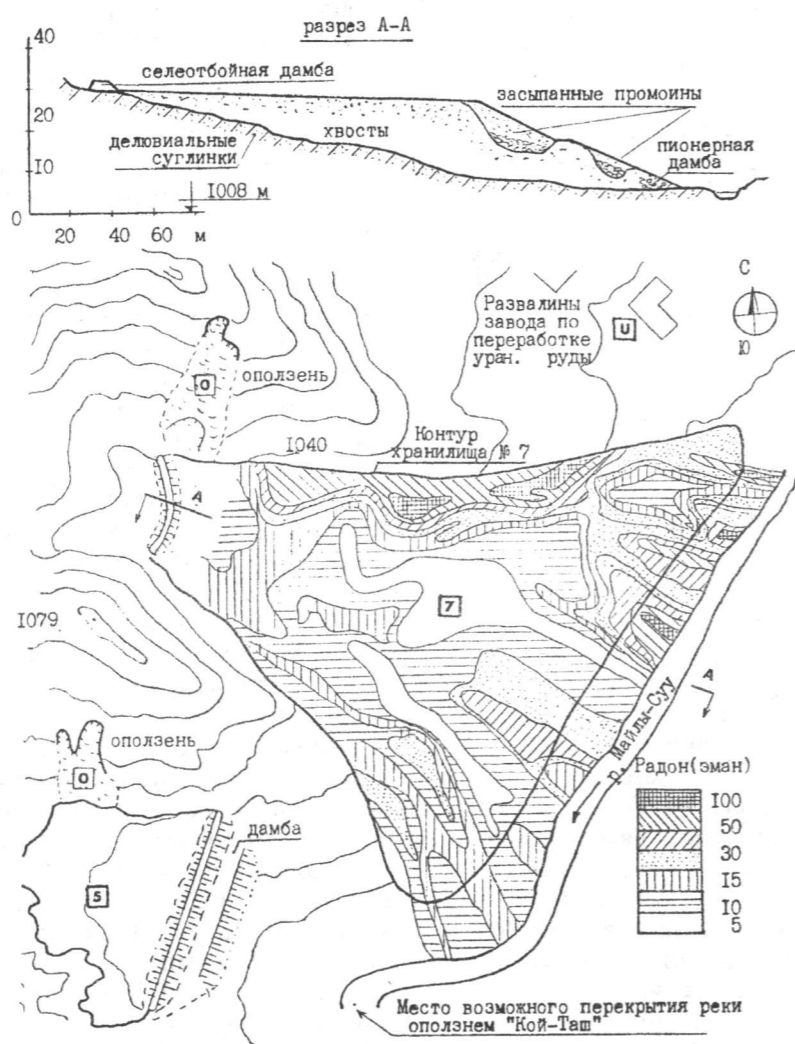 разрез А-А
40
30
20
10
0
селеотбойная дамба
засыпанные промоины
делювиальные
суглинки
хвосты
пионерная
дамба
1008 м
20 40 60 м
Развалины
завода по
переработке
уран. руды
U
С
Ю
оползень
О
1040
Контур
хранилища № 7
А
7
1079
А
оползень
О
р. Майлы-Суу
дамба
5
Радон(эман)
100
50
30
15
10
5
Место возможного перекрытия реки
оползнем "Кой-Таш"